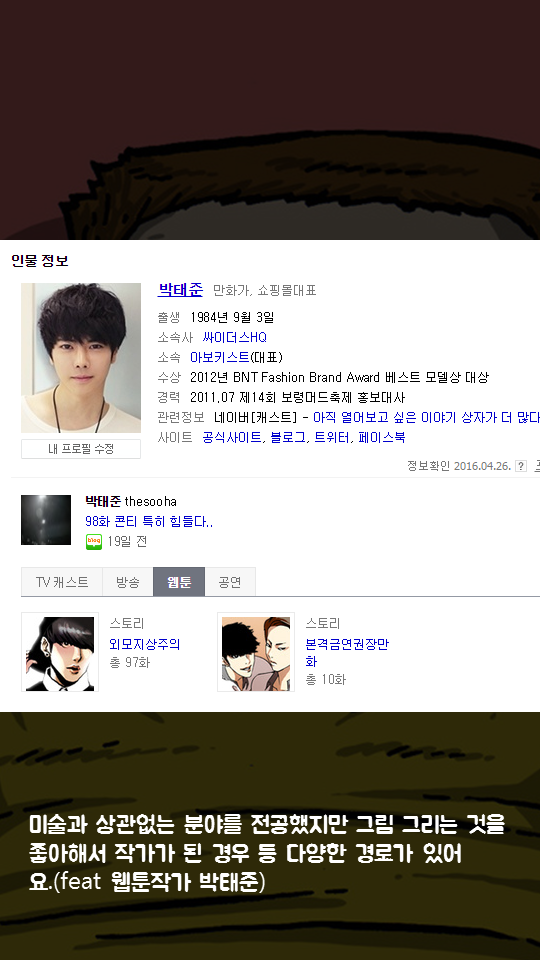 인물 정보
박태준 만화가, 쇼핑몰대표
출생 1984년 9월 3일
소속사 싸이더스HQ
소속 아보키스트(대표)
수상 2012년 BNT Fashion Brand Award 베스트 모델상 대상
경력 2011.07 제14회 보령머드축제 홍보대사
관련정보 네이버[캐스트] - 아직 열어보고 싶은 이야기 상자가 더 많다
사이트 공식사이트, 블로그, 트위터, 페이스북
내 프로필 수정
정보확인 2016.04.26. ?
박태준 thesooha
98화 콘티 특히 힘들다..
blog 19일 전
TV캐스트 방송 웹툰 공연
스토리
외모지상주의
총 97화
스토리
본격금연권장만
화
총 10화
미술과 상관없는 분야를 전공했지만 그림 그리는 것을
좋아해서 작가가 된 경우 등 다양한 경로가 있어
요.(feat 웹툰작가 박태준)